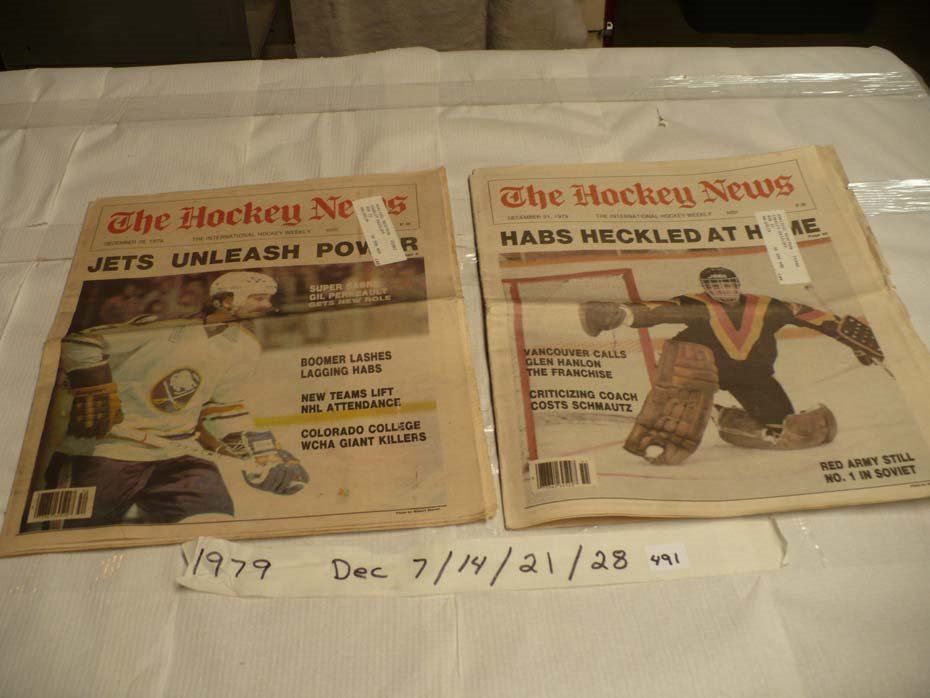 The Hockey News
DECEMBER 28, 1979 THE INTERNATIONAL HOCKEY WEEKLY
JETS UNLEASH POWER
SUPER SABRE
GIL PERREAULT
GETS NEW ROLE
BOOMER LASHES
LAGGING HABS
NEW TEAMS LIFT
NHL ATTENDANCE
COLORADO COLLEGE
WCHA GIANT KILLERS
The Hockey News
DECEMBER 21, 1979 THE INTERNATIONAL HOCKEY WEEKLY
HABS HECKLED AT HOME
VANCOUVER CALLS
GLEN HANLON
THE FRANCHISE
CRITICIZING COACH
COSTS SCHMAUTZ
RED ARMY STILL
NO. 1 IN SOVIET
1979 Dec 7/14/21/28 491